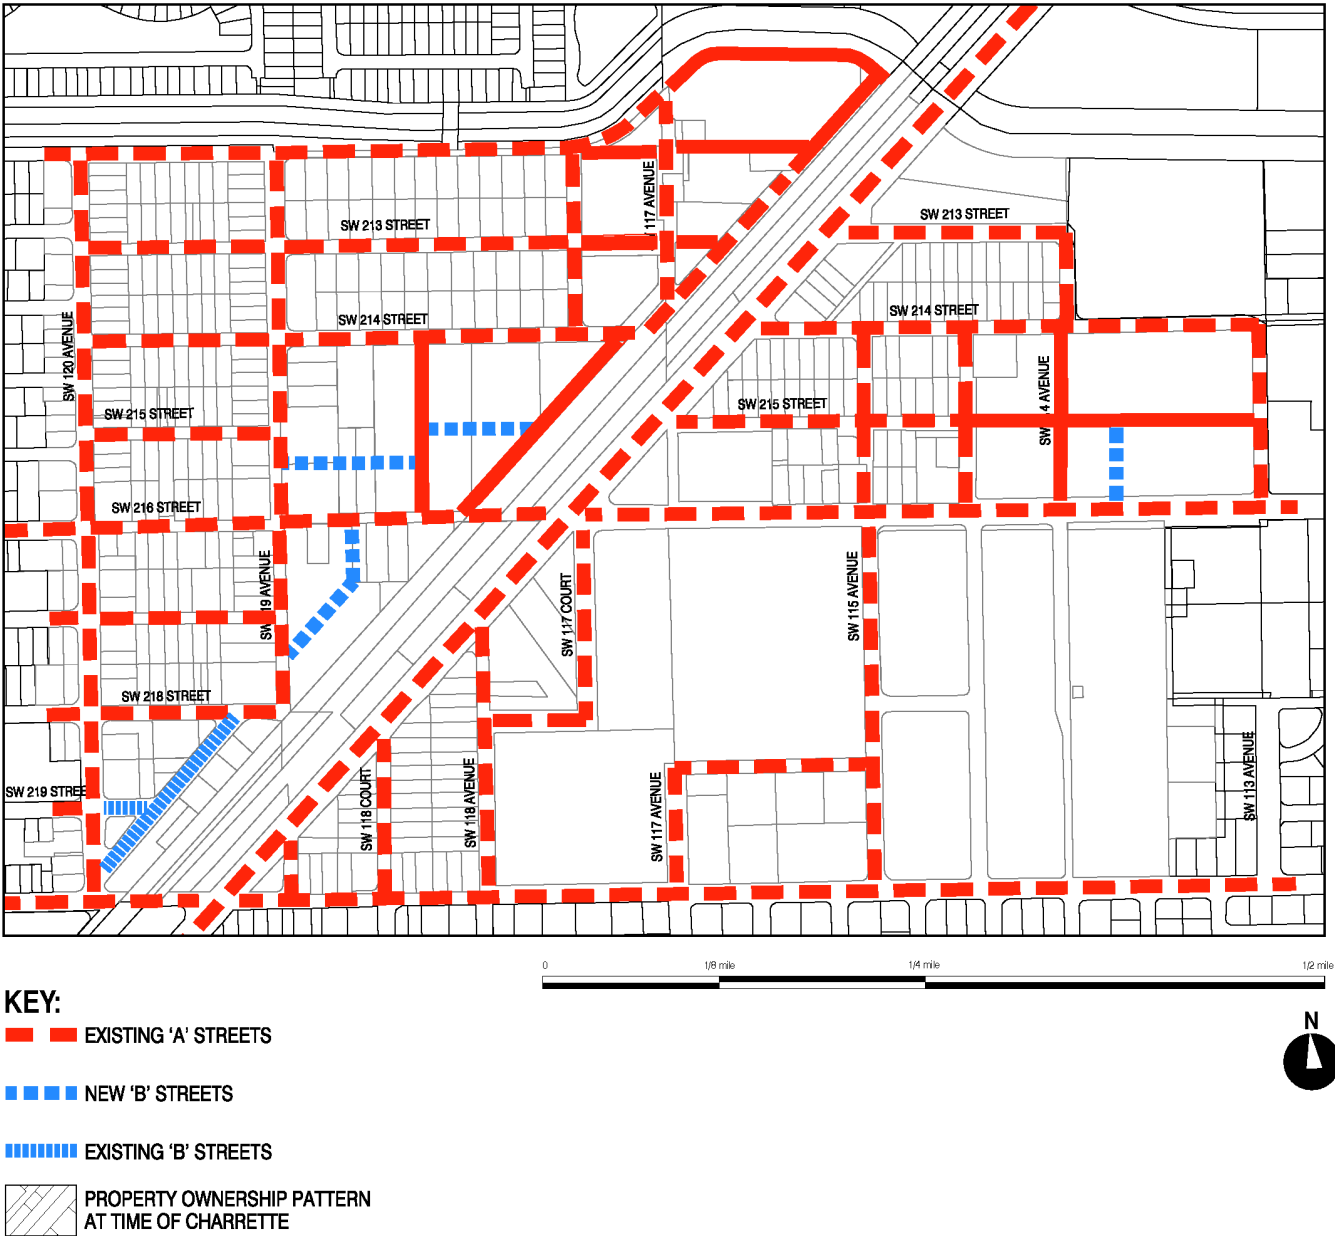 SW 213 STREET
117 AVENUE
SW 213 STREET
SW 214 STREET
SW 214 STREET
SW 120 AVENUE
SW 215 STREET
SW 215 STREET
AVENUE
SW 216 STREET
19 AVENUE
SW 117 COURT
SW 115 AVENUE
SW 218 STREET
SW 219 STREE
SW 118 COURT
SW 118 AVENUE
SW 117 AVENUE
SW 113 AVENUE
0 1/8 mile 1/4 mile 1/2 mile
KEY:
EXISTING ‘A’ STREETS
NEW ‘B’ STREETS
EXISTING ‘B’ STREETS
PROPERTY OWNERSHIP PATTERN
AT TIME OF CHARRETTE
N